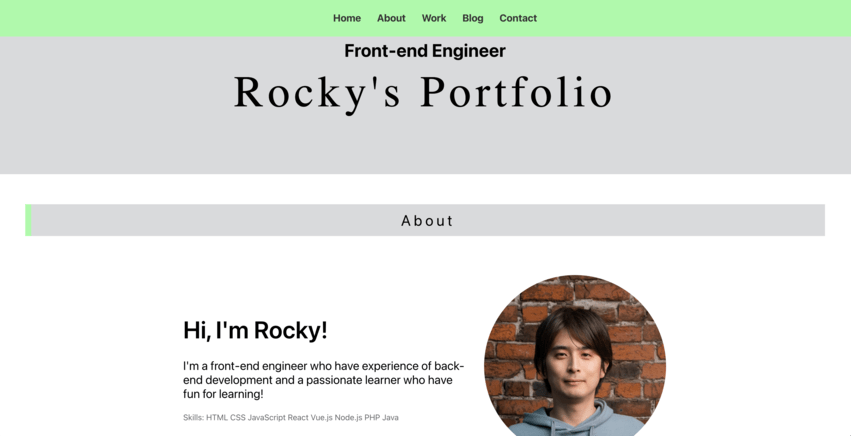 Home About Work Blog Contact
Front-end Engineer
Rocky's Portfolio
About
Hi, I'm Rocky!
I'm a front-end engineer who have experience of back-
end development and a passionate learner who have
fun for learning!
Skills: HTML CSS JavaScript React Vue.js Node.js PHP Java